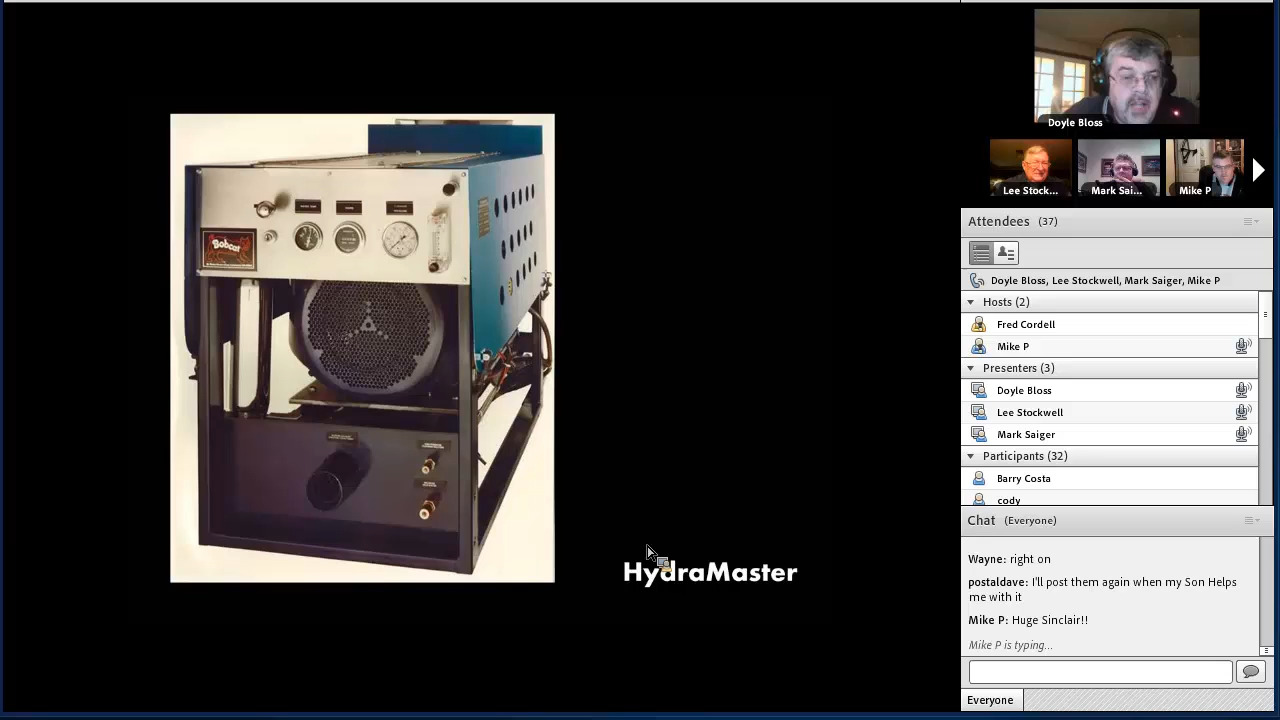 Bobcat
HydraMaster
Doyle Bloss
Lee Stock...
Mark Sai...
Mike P
Attendees (37)
Doyle Bloss, Lee Stockwell, Mark Saiger, Mike P
Hosts (2)
Fred Cordell
Mike P
Presenters (3)
Doyle Bloss
Lee Stockwell
Mark Saiger
Participants (32)
Barry Costa
cody
Chat (Everyone)
Wayne: right on
postaldave: I'll post them again when my Son Helps
me with it
Mike P: Huge Sinclair!!
Mike P is typing...
Everyone